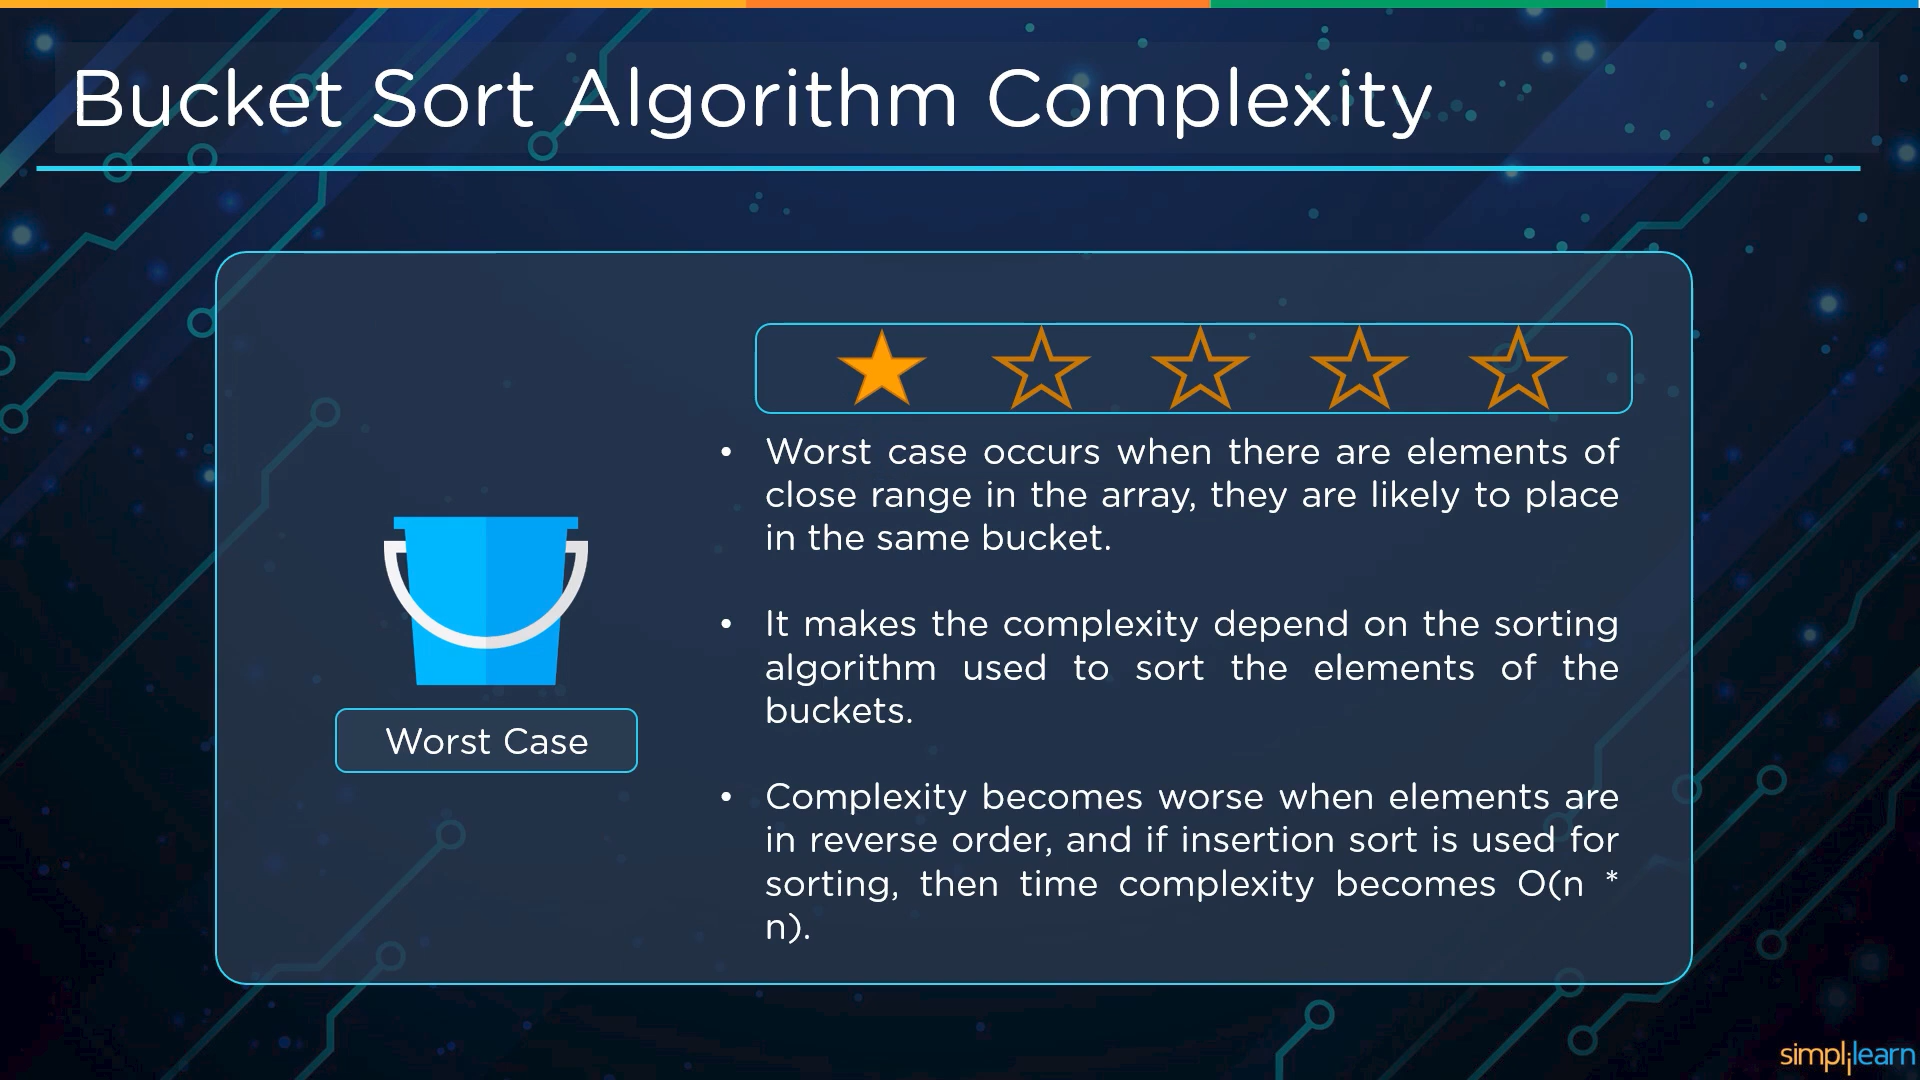 Bucket Sort Algorithm Complexity
• Worst case occurs when there are elements of
close range in the array, they are likely to place
in the same bucket.
• It makes the complexity depend on the sorting
algorithm used to sort the elements of the
buckets.
Worst Case
• Complexity becomes worse when elements are
in reverse order, and if insertion sort is used for
sorting, then time complexity becomes O(n *
n).
simplilearn